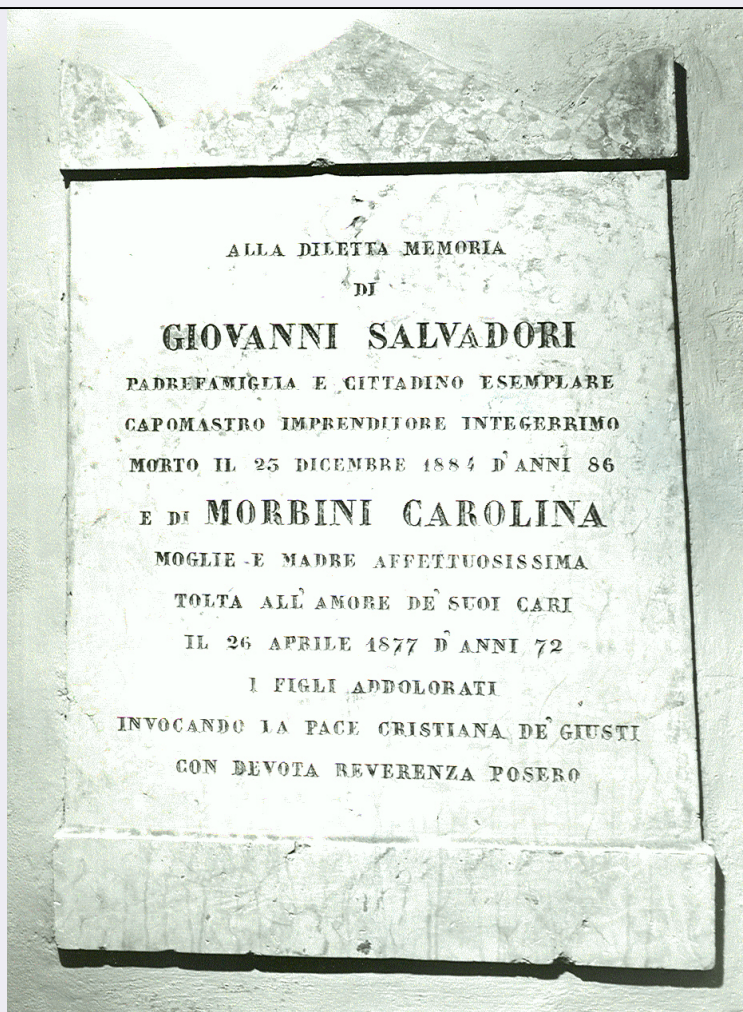 ALLA DILETTA MEMORIA
DI
GIOVANNI SALVADORI
PADREFAMIGLIA E CITTADINO ESEMPLARE
CAPOMASTRO IMPRENDITORE INTEGERRIMO
MORTO IL 23 DICEMBRE 1884 D'ANNI 86
E DI MORBINI CAROLINA
MOGLIE E MADRE AFFETTUOSISSIMA
TOLTA ALL'AMORE DE'SUOI CARI
IL 26 APRILE 1877 D'ANNI 72
I FIGLI ADDOLORATI
INVOCANDO LA PACE CRISTIANA DE'GIUSTI
CON DEVOTA REVERENZA POSERO